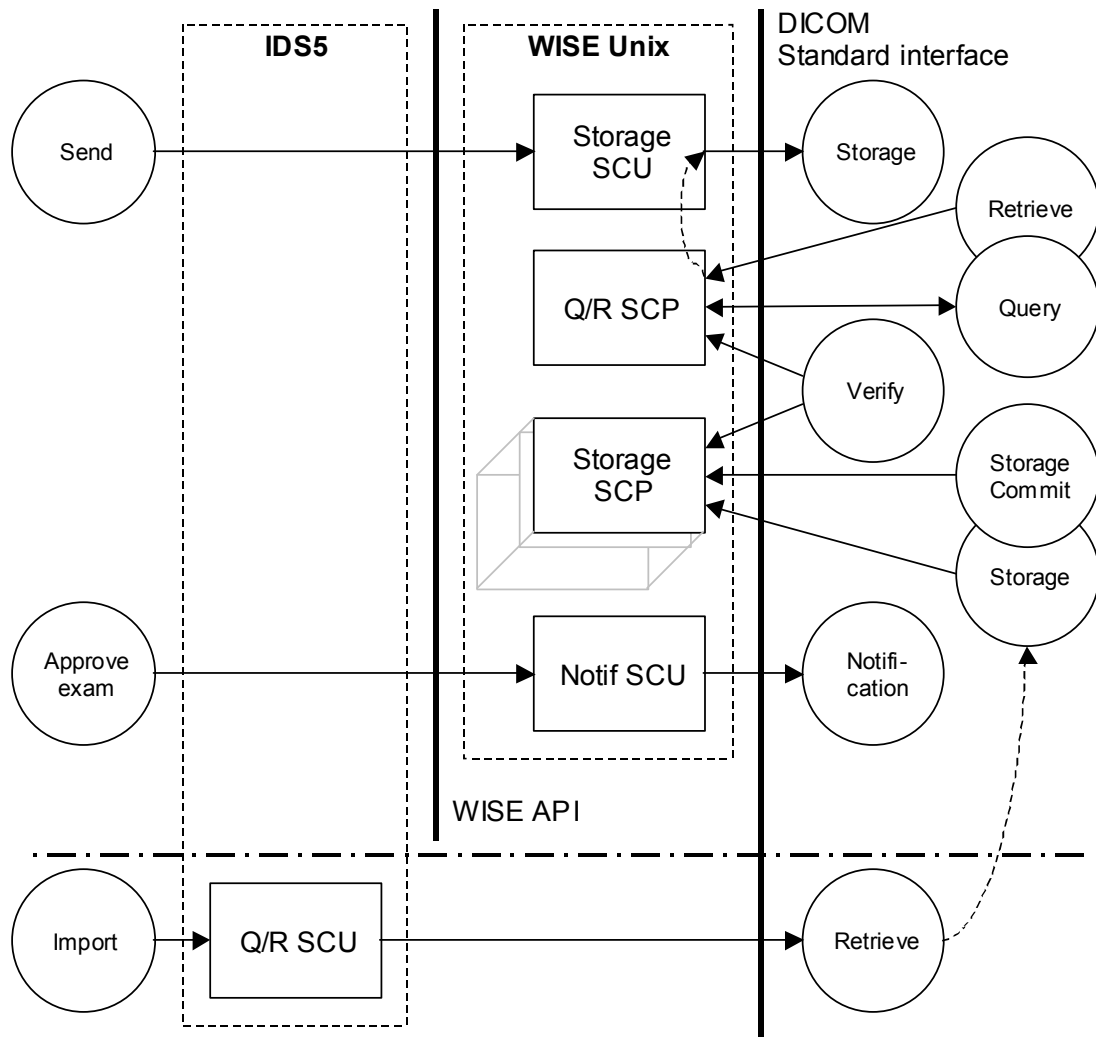 IDS5
WISE Unix
DICOM
Standard interface
Send
Storage
SCU
Storage
Retrieve
Q/R SCP
Query
Verify
Storage
SCP
Storage
Commit
Storage
Approve
exam
Notif SCU
Notifi-
cation
WISE API
Import
Q/R SCU
Retrieve